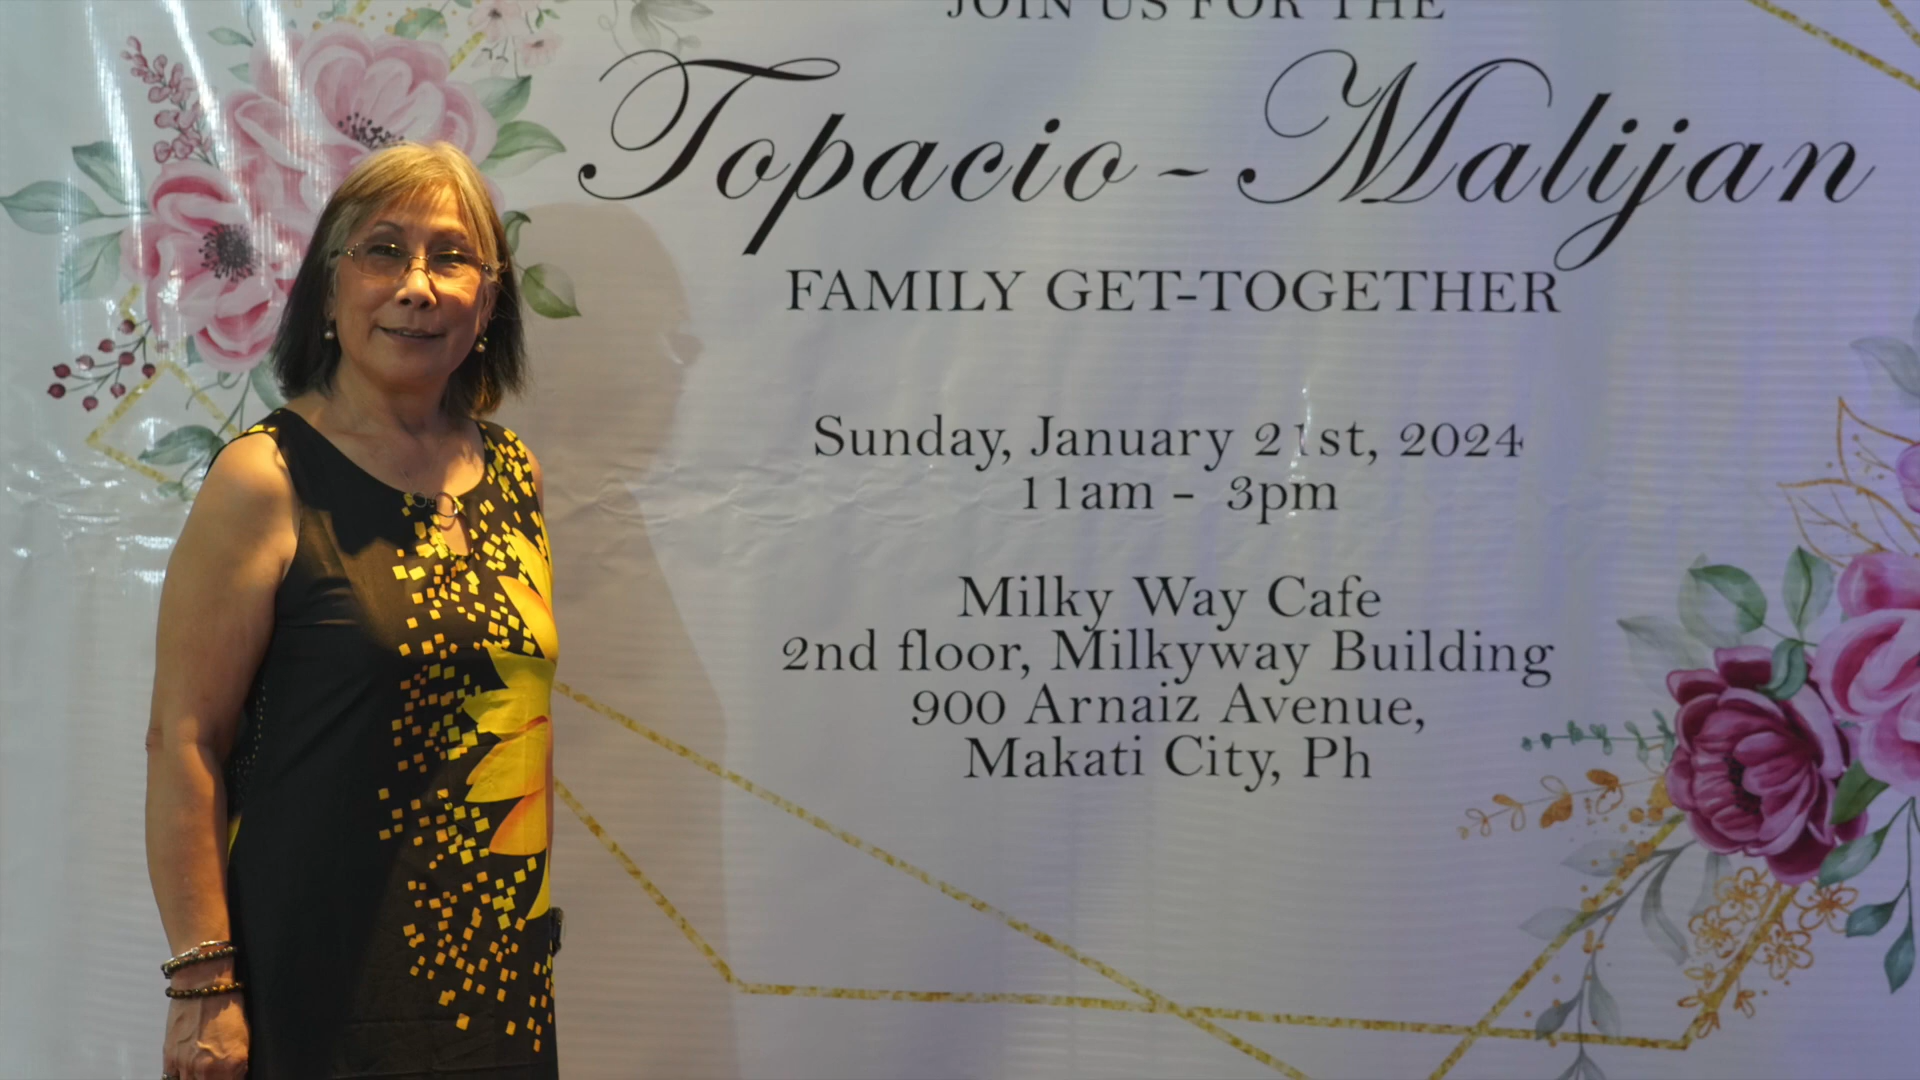 JOIN US FOR THE
Topacio - Malijan
FAMILY GET-TOGETHER
Sunday, January 21st, 2024
11am - 3pm
Milky Way Cafe
2nd floor, Milkyway Building
900 Arnaiz Avenue,
Makati City, Ph